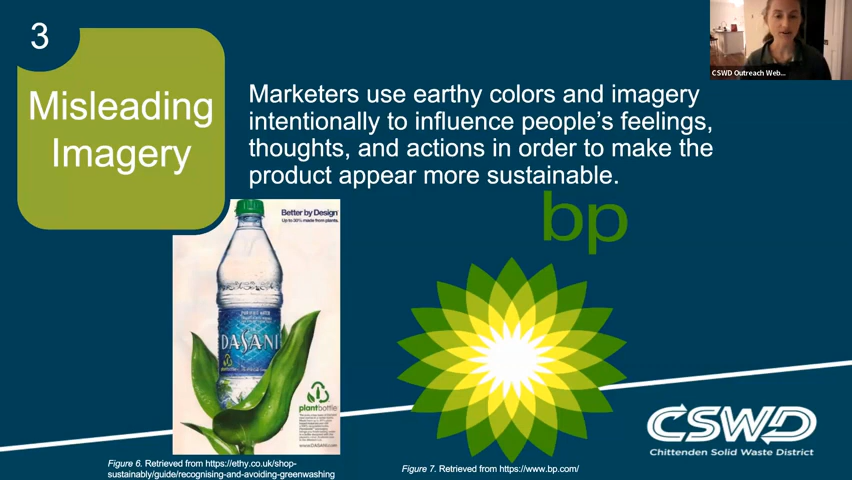 3
Misleading
Imagery
Marketers use earthy colors and imagery
intentionally to influence people's feelings,
thoughts, and actions in order to make the
product appear more sustainable.
CSWD Outreach Web...
Better by Design
Up to 30% made from plants.
DASANI
plantbottle
www.DASANI.com
bp
CSWD
Chittenden Solid Waste District
Figure 6. Retrieved from https://ethy.co.uk/shop-
sustainably/guide/recognising-and-avoiding-greenwashing
Figure 7. Retrieved from https://www.bp.com/